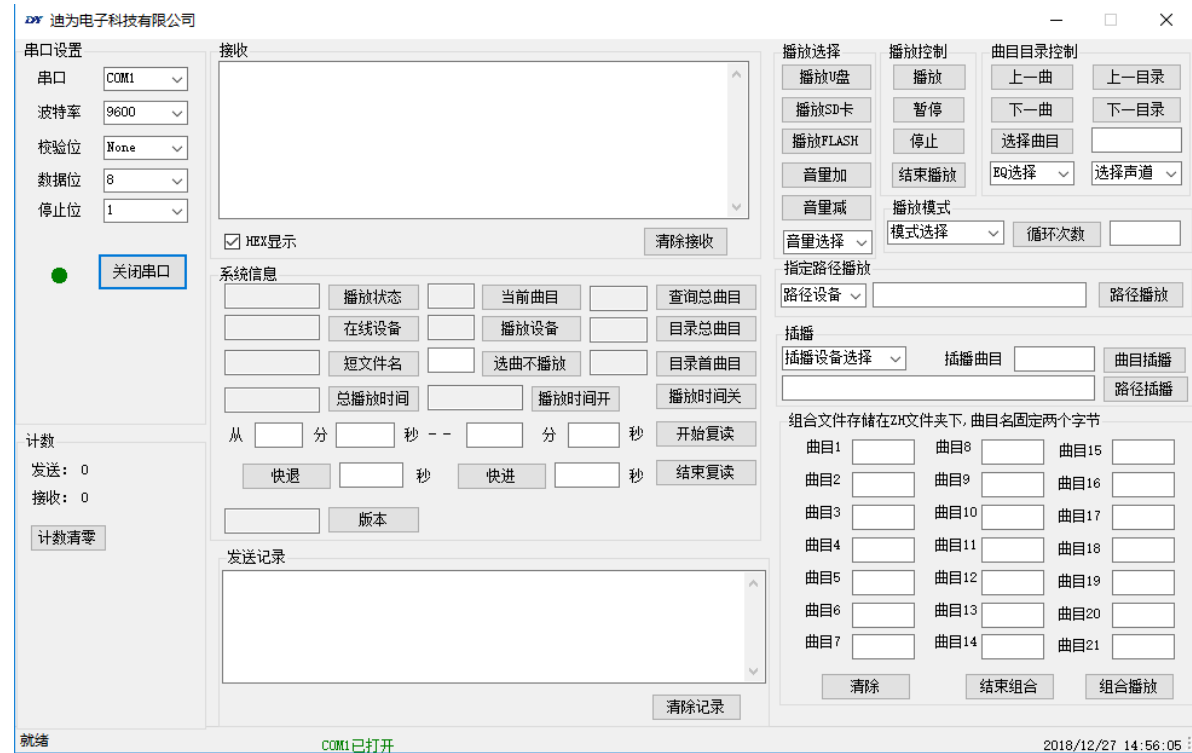 DY 迪为电子科技有限公司
串口设置
串口 COM1
波特率 9600
校验位 None
数据位 8
停止位 1
关闭串口
计数
发送: 0
接收: 0
计数清零
接收
HEX显示 清除接收
系统信息
播放状态 当前曲目 查询总曲目
在线设备 播放设备 目录总曲目
短文件名 选曲不播放 目录首曲目
总播放时间 播放时间开 播放时间关
从 分 秒 -- 分 秒 开始复读
快退 秒 快进 秒 结束复读
版本
发送记录
清除记录
播放选择
播放U盘
播放SD卡
播放FLASH
音量加
音量减
音量选择
播放控制
播放
暂停
停止
结束播放
曲目目录控制
上一曲 上一目录
下一曲 下一目录
选择曲目
EQ选择 选择声道
播放模式
模式选择 循环次数
指定路径播放
路径设备 路径播放
插播
插播设备选择 插播曲目 曲目插播
路径插播
组合文件存储在ZH文件夹下,曲目名固定两个字节
曲目1 曲目8 曲目15
曲目2 曲目9 曲目16
曲目3 曲目10 曲目17
曲目4 曲目11 曲目18
曲目5 曲目12 曲目19
曲目6 曲目13 曲目20
曲目7 曲目14 曲目21
清除 结束组合 组合播放
就绪 COM1已打开 2018/12/27 14:56:05